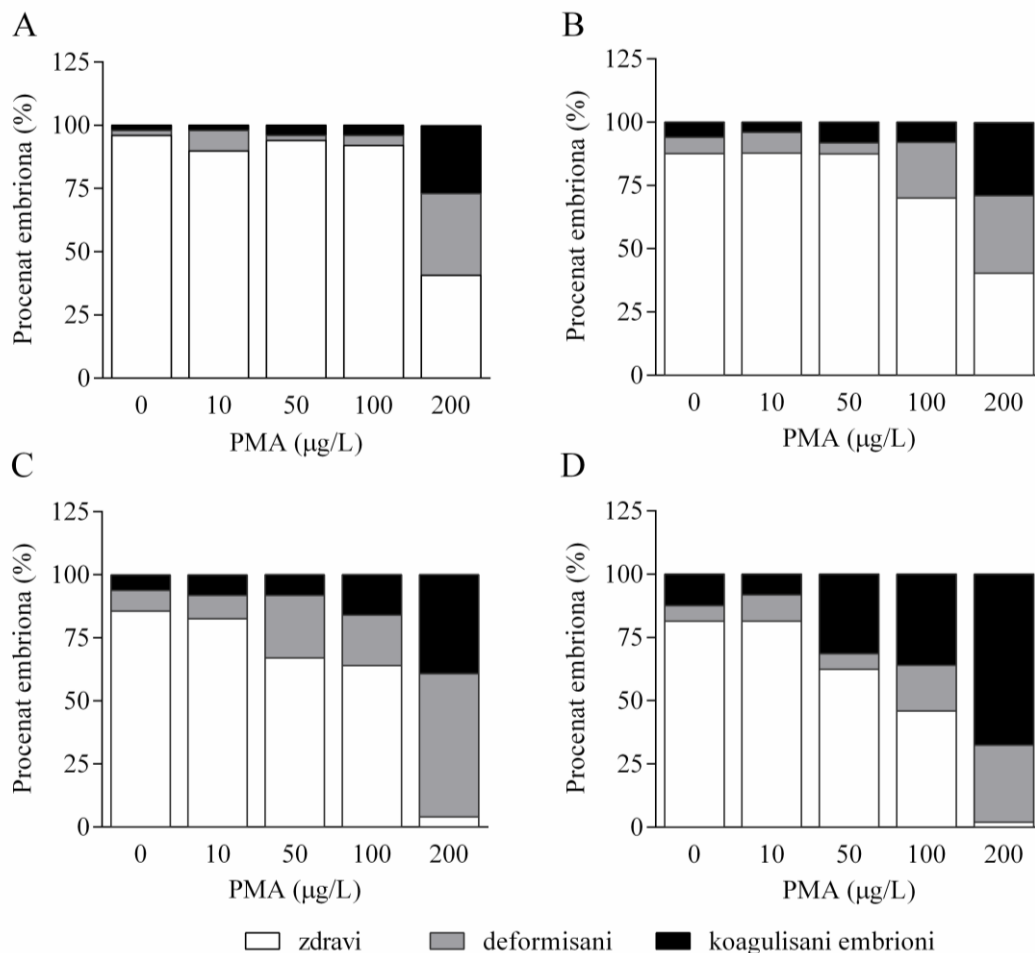 A
Procenat embriona (%)
125
100
75
50
25
0
0 10 50 100 200
PMA (μg/L)
B
Procenat embriona (%)
125
100
75
50
25
0
0 10 50 100 200
PMA (μg/L)
C
Procenat embriona (%)
125
100
75
50
25
0
0 10 50 100 200
PMA (μg/L)
D
Procenat embriona (%)
125
100
75
50
25
0
0 10 50 100 200
PMA (μg/L)
zdravi deformisani koagulisani embrioni